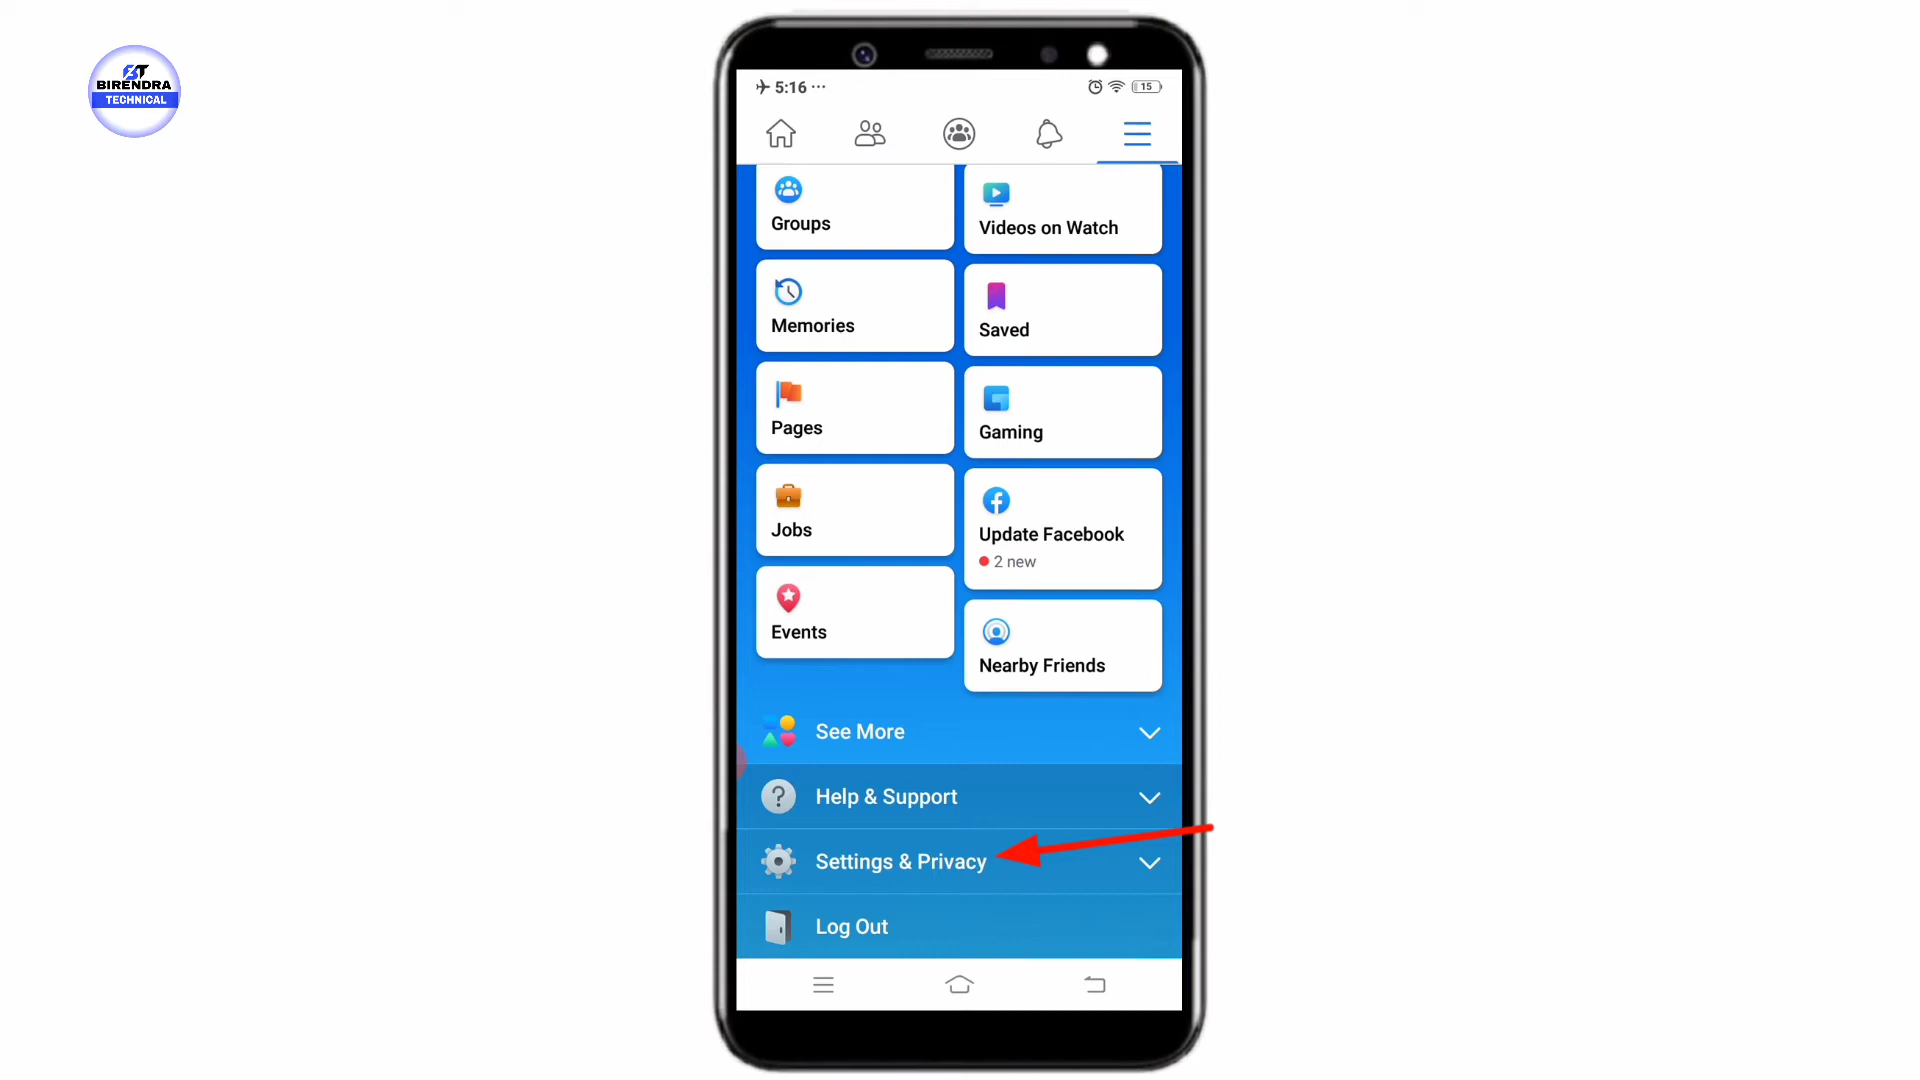 BT
BIRENDRA
TECHNICAL
5:16 ...
15
Groups
Videos on Watch
Memories
Saved
Pages
Gaming
Jobs
Update Facebook
2 new
Events
Nearby Friends
See More
Help & Support
Settings & Privacy
Log Out